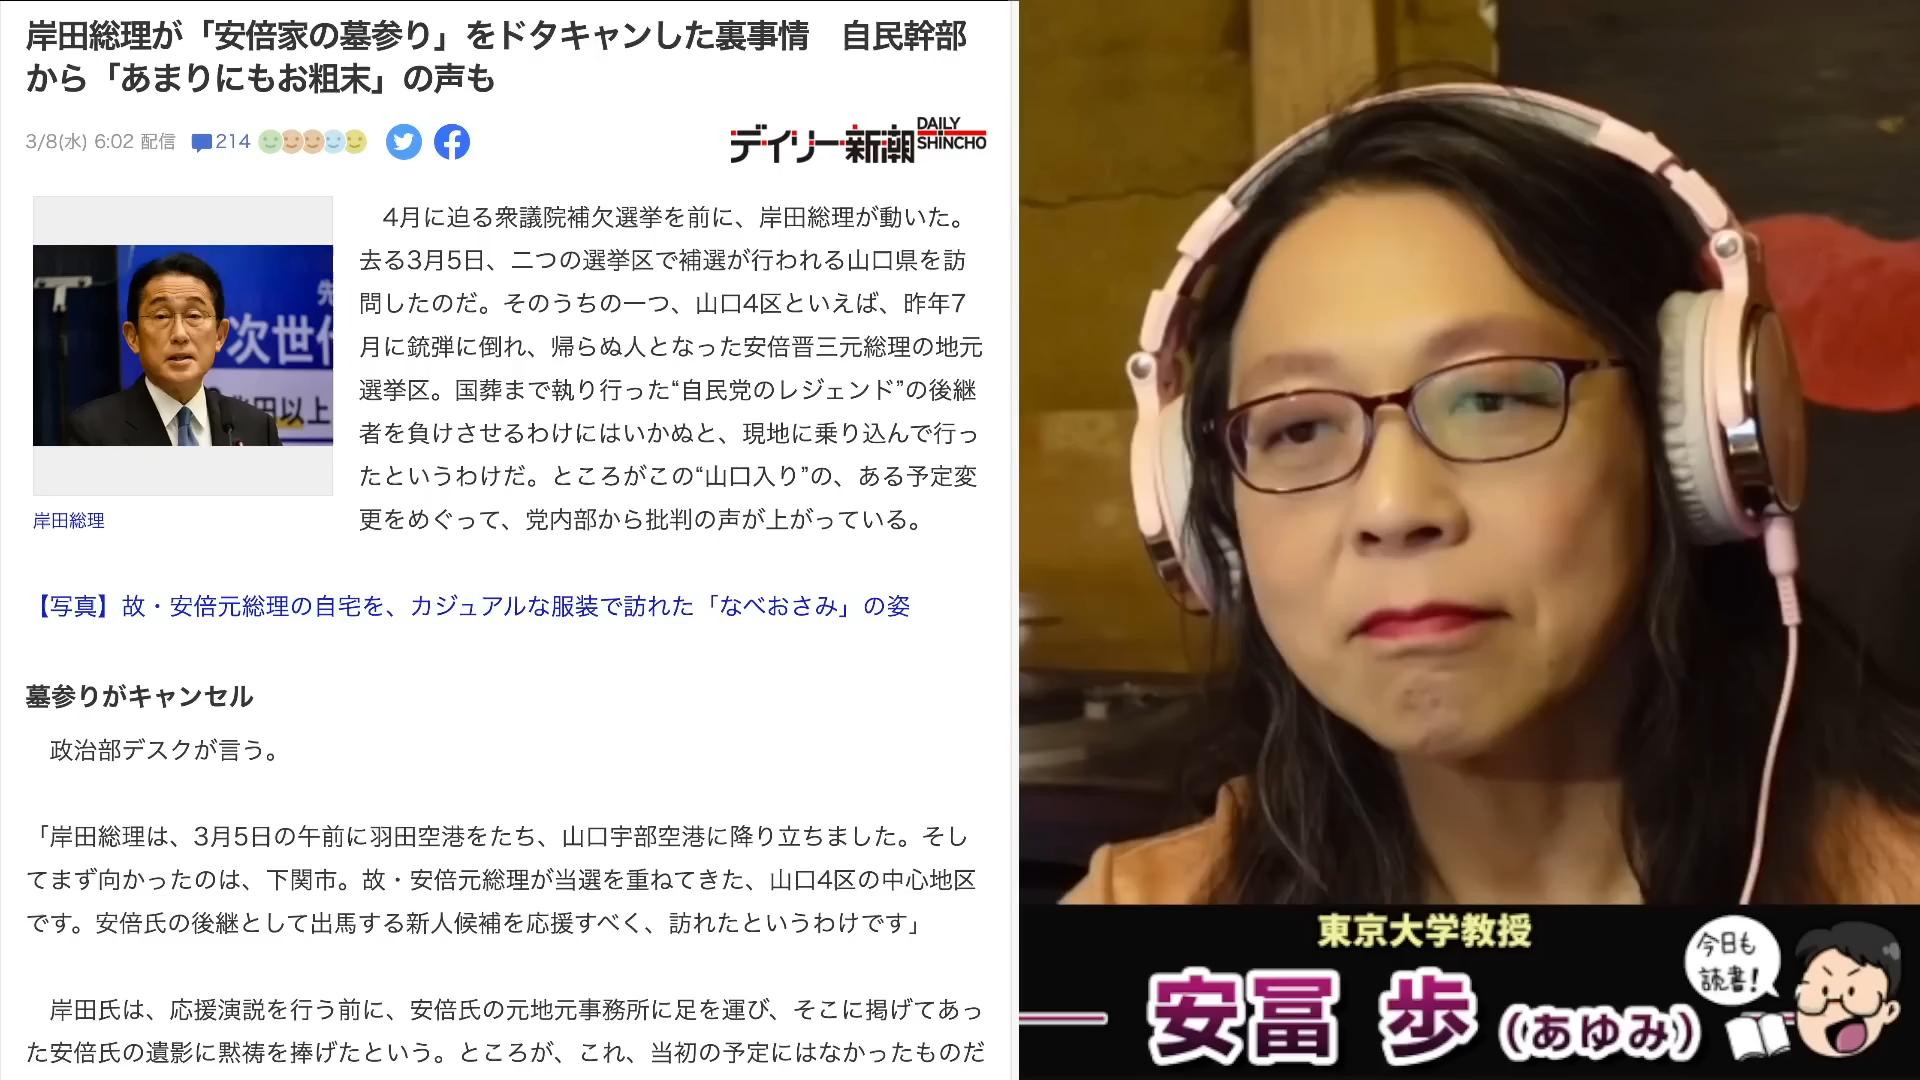 岸田総理が「安倍家の墓参り」をドタキャンした裏事情　自民幹部
から「あまりにもお粗末」の声も
3/8(水) 6:02 配信
214
デイリー新潮
DAILY
SHINCHO
4月に迫る衆議院補欠選挙を前に、岸田総理が動いた。
去る3月5日、二つの選挙区で補選が行われる山口県を訪
問したのだ。そのうちの一つ、山口4区といえば、昨年7
月に銃弾に倒れ、帰らぬ人となった安倍晋三元総理の地元
選挙区。国葬まで執り行った“自民党のレジェンド”の後継
者を負けさせるわけにはいかぬと、現地に乗り込んで行っ
たというわけだ。ところがこの“山口入り”の、ある予定変
更をめぐって、党内部から批判の声が上がっている。
次世
以上
岸田総理
【写真】故・安倍元総理の自宅を、カジュアルな服装で訪れた「なべおさみ」の姿
墓参りがキャンセル
政治部デスクが言う。
「岸田総理は、3月5日の午前に羽田空港をたち、山口宇部空港に降り立ちました。そし
てまず向かったのは、下関市。故・安倍元総理が当選を重ねてきた、山口4区の中心地区
です。安倍氏の後継として出馬する新人候補を応援すべく、訪れたというわけです」
岸田氏は、応援演説を行う前に、安倍氏の元地元事務所に足を運び、そこに掲げてあっ
た安倍氏の遺影に黙祷を捧げたという。ところが、これ、当初の予定にはなかったものだ
東京大学教授
安冨 歩 (あゆみ)
今日も
読書!